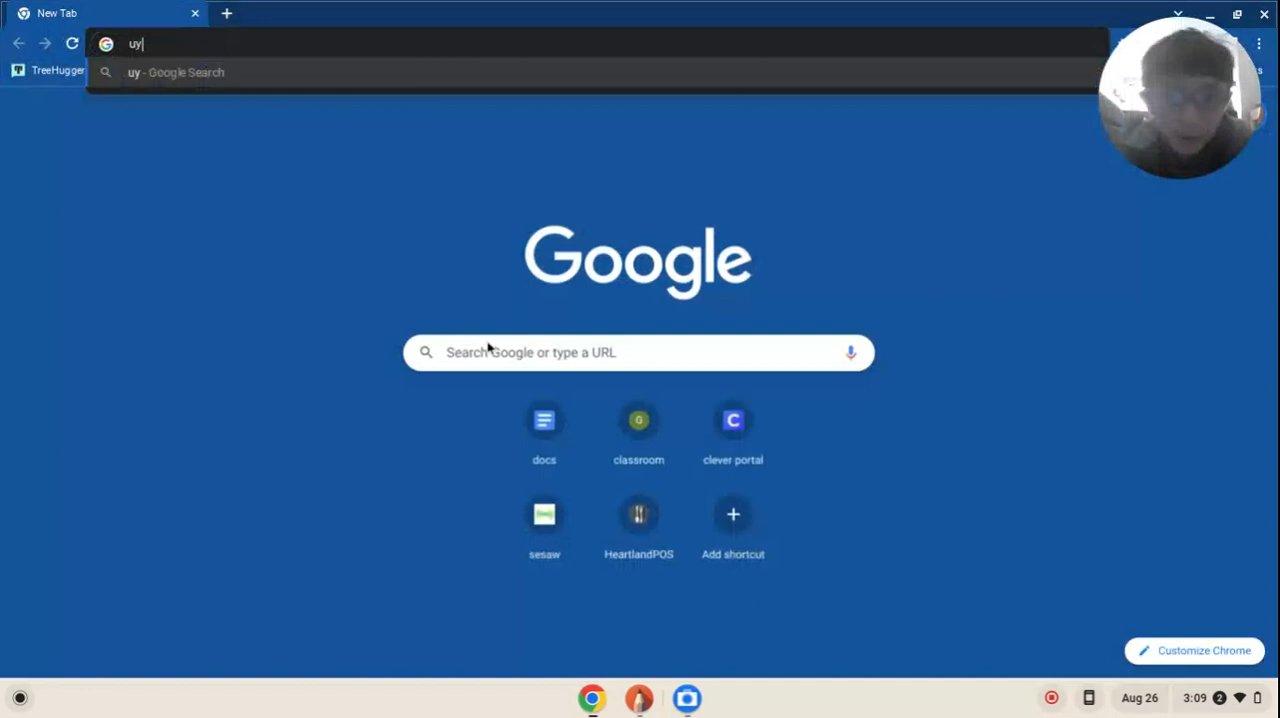 New Tab
uy
uy - Google Search
TreeHugger
Google
Search Google or type a URL
docs
G
classroom
C
clever portal
sesaw
HeartlandPOS
Add shortcut
Customize Chrome
Aug 26
3:09
2